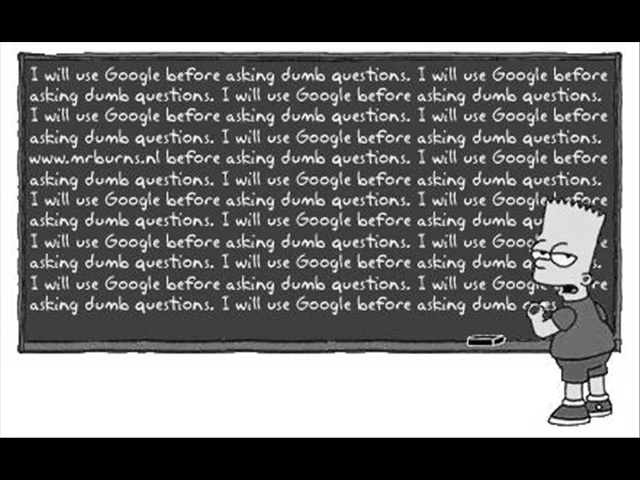 I will use Google before asking dumb questions. I will use Google before
asking dumb questions. I will use Google before asking dumb questions.
I will use Google before asking dumb questions. I will use Google before
asking dumb questions. I will use Google before asking dumb questions.
www.mrburns.nl before asking dumb questions. I will use Google before
asking dumb questions. I will use Google before asking dumb questions.
I will use Google before asking dumb questions. I will use before
asking dumb questions. I will use Google before asking dumb
I will use Google before asking dumb questions. I will use
asking dumb questions. I will use Google before asking dumb
I will use Google before asking dumb questions. I will use
asking dumb questions. I will use Google before asking dumb